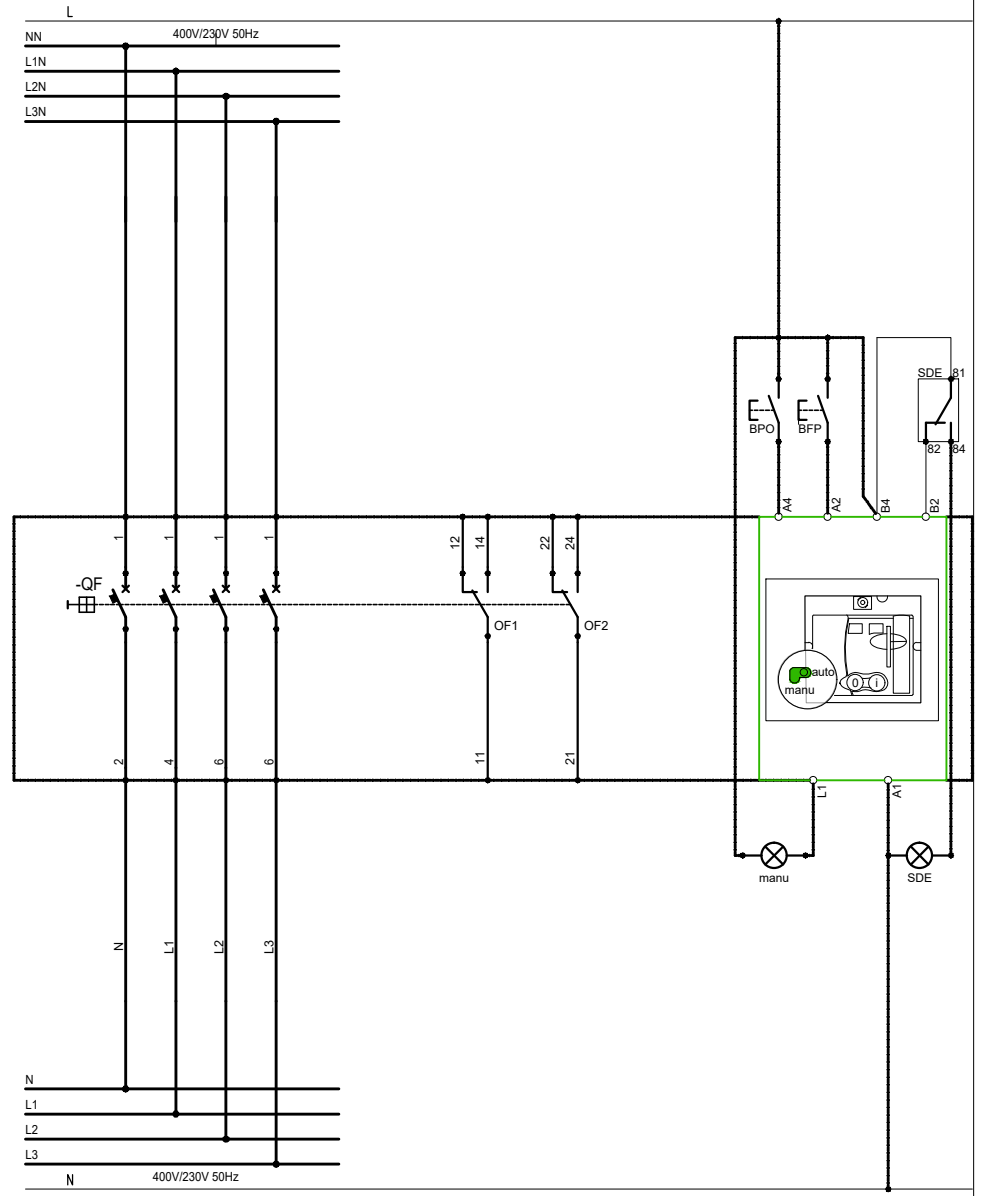 L
NN 400V/230V 50Hz
L1N
L2N
L3N
SDE 81
BPO BFP
82 84
A4 A2 B4 B2
1 1 1 1 12 14 22 24
-QF
OF1 OF2
auto
manu 0 i
2 4 6 6 11 21
L1 A1
manu SDE
N L1 L2 L3
N
L1
L2
L3
N 400V/230V 50Hz